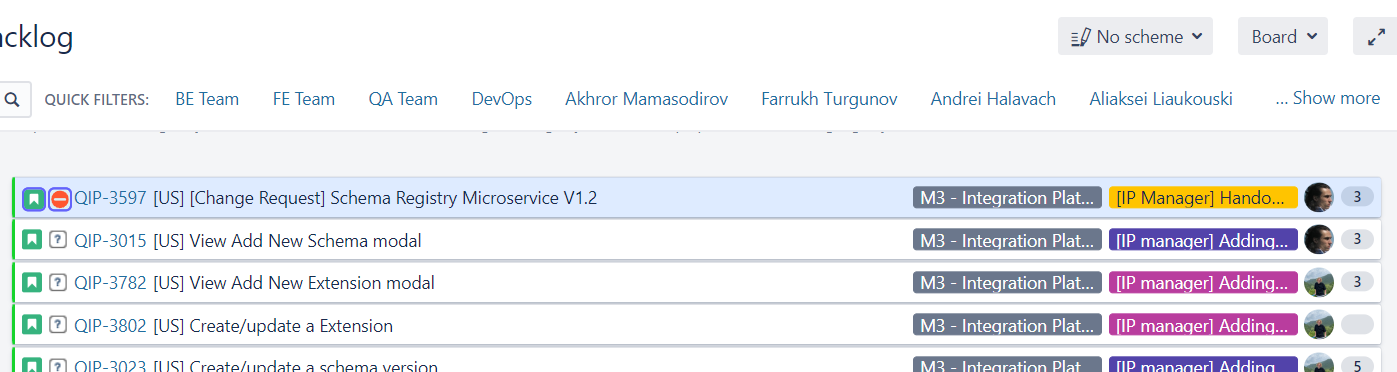 acklog
No scheme
Board
QUICK FILTERS: BE Team FE Team QA Team DevOps Akhror Mamasodirov Farrukh Turgunov Andrei Halavach Aliaksei Liaukouski ... Show more
QIP-3597 [US] [Change Request] Schema Registry Microservice V1.2 M3 - Integration Plat... [IP Manager] Hando... 3
? QIP-3015 [US] View Add New Schema modal M3 - Integration Plat... [IP manager] Adding... 3
? QIP-3782 [US] View Add New Extension modal M3 - Integration Plat... [IP manager] Adding... 3
? QIP-3802 [US] Create/update a Extension M3 - Integration Plat... [IP manager] Adding...
? QIP-3023 [US] Create/update a schema version M3 - Integration Plat... [IP manager] Adding... 5